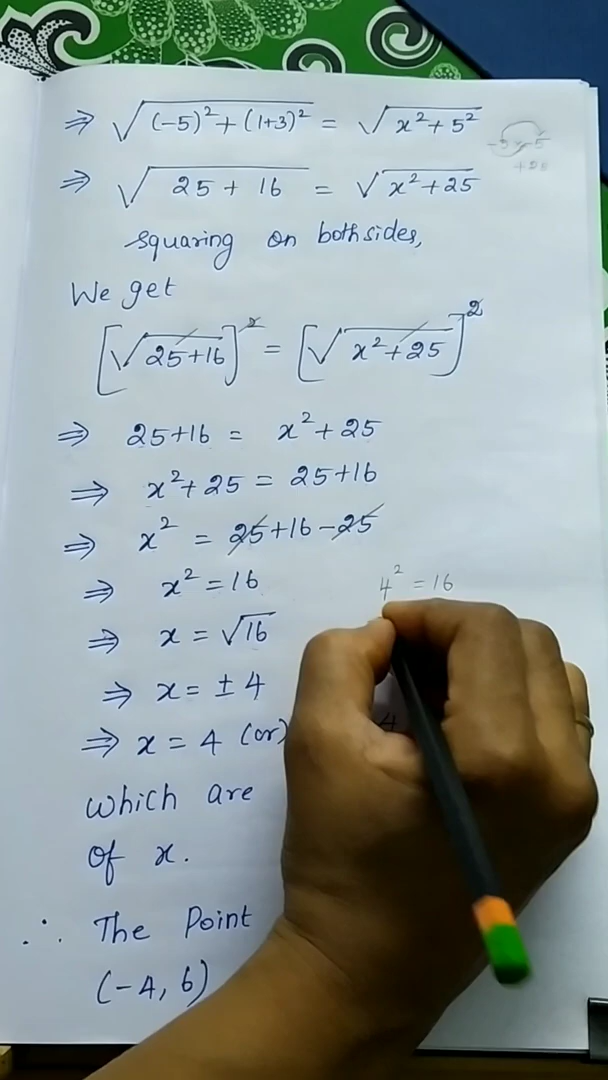 ⇒ √((-5)² + (1+3)²) = √(x² + 5²)
⇒ √(25 + 16) = √(x² + 25)
squaring on both sides,
We get
[√(25+16)]² = [√(x² + 25)]²
⇒ 25+16 = x² + 25
⇒ x² + 25 = 25+16
⇒ x² = 25+16-25
⇒ x² = 16
4² = 16
⇒ x = √16
⇒ x = ± 4
⇒ x = 4 (or) 4
which are
of x.
∴ The Point
(-4, 6)